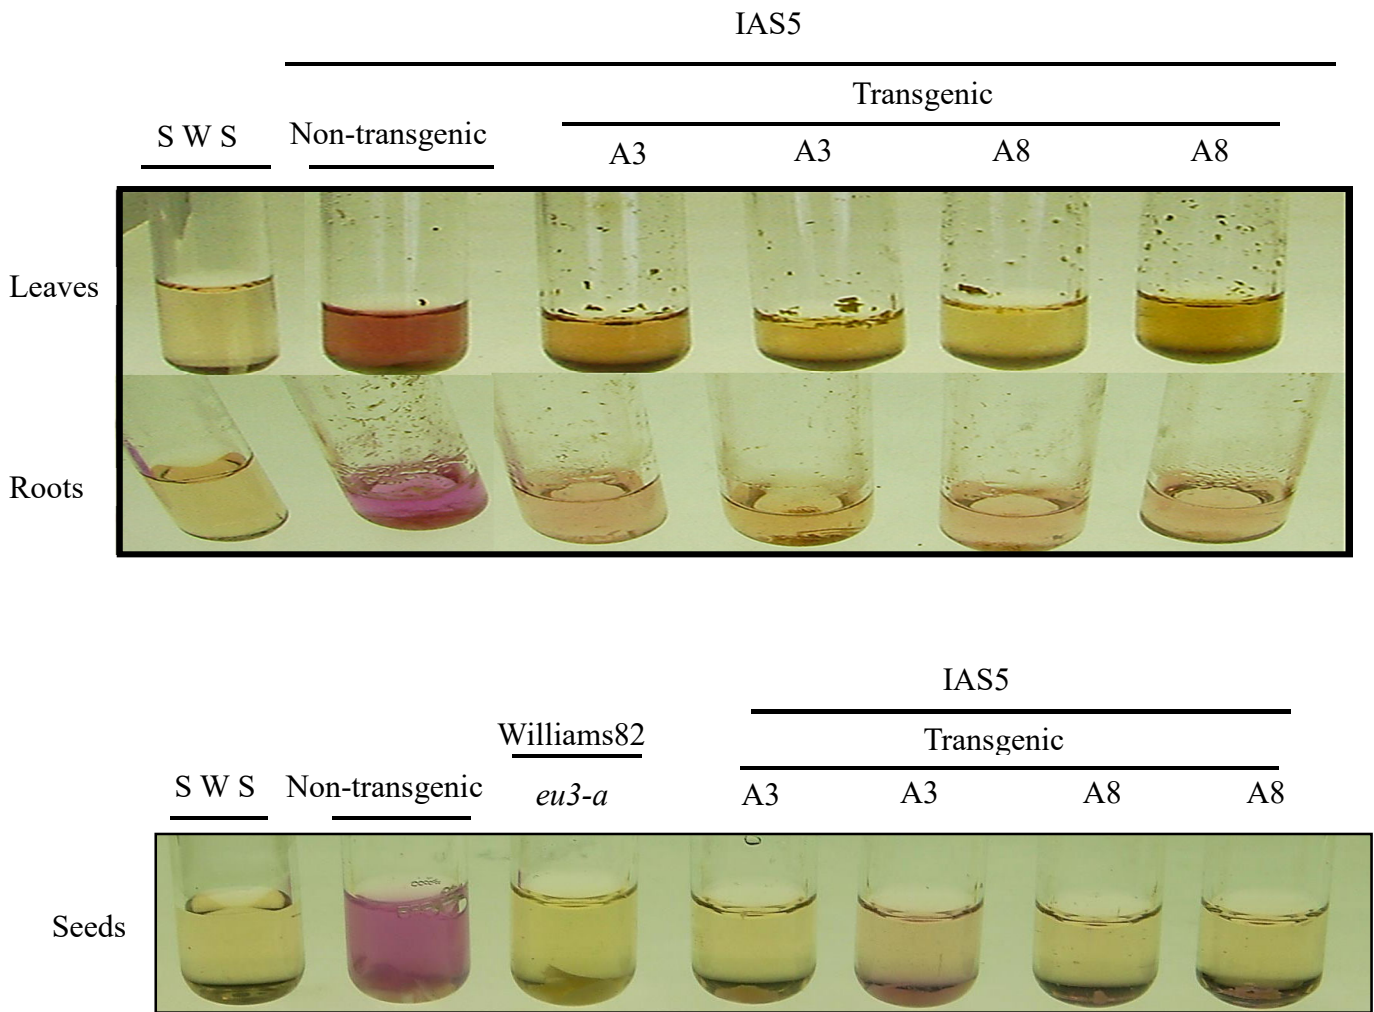 IAS5
Transgenic
S W S Non-transgenic A3 A3 A8 A8
Leaves
Roots
IAS5
Williams82 Transgenic
S W S Non-transgenic eu3-a A3 A3 A8 A8
Seeds